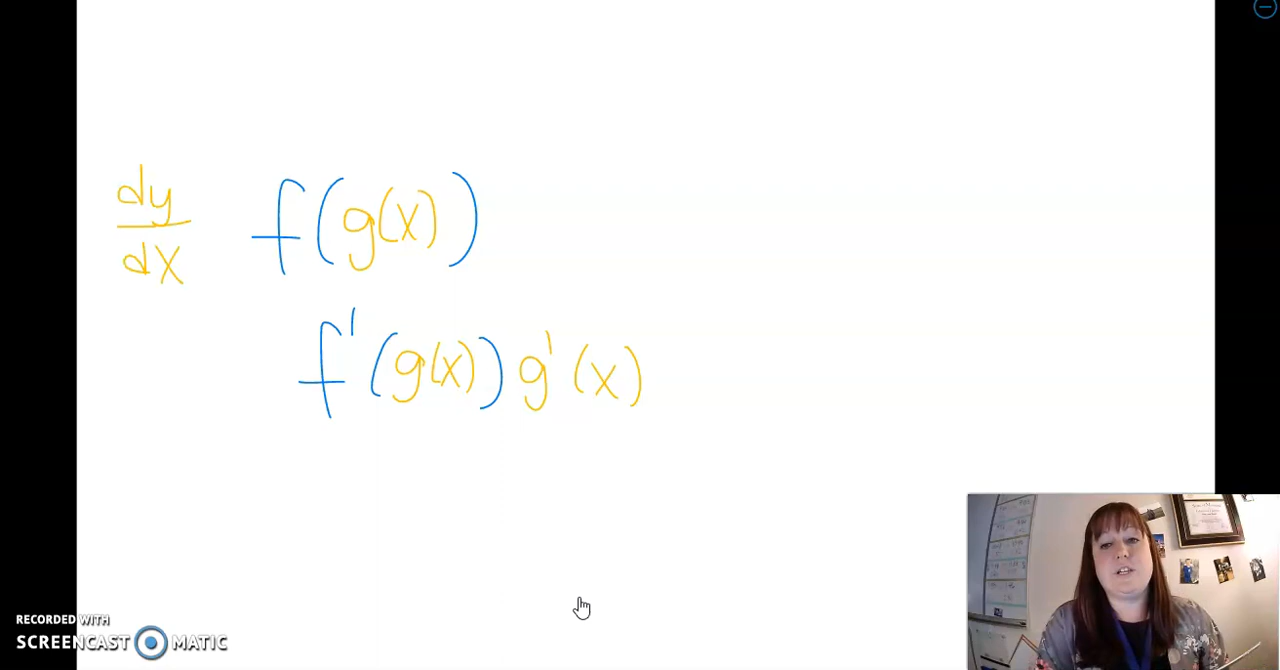 dy
dx
f(g(x))
f'(g(x))g'(x)
RECORDED WITH
SCREENCAST MATIC